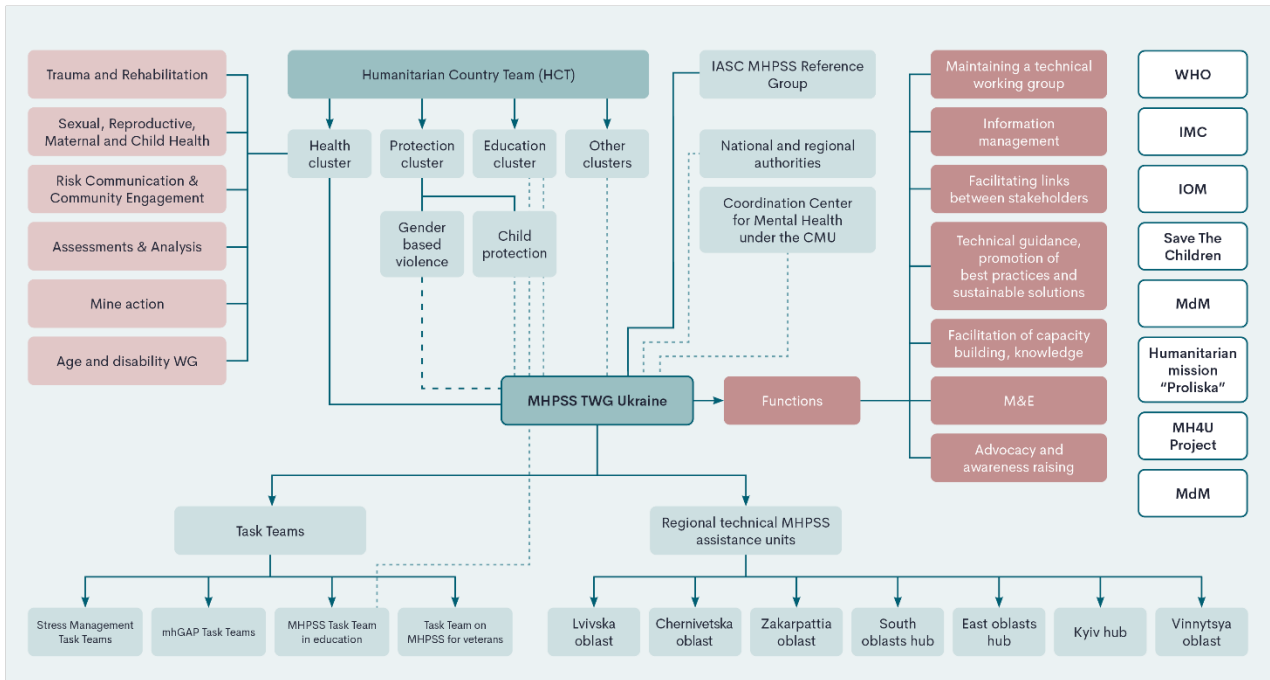 Trauma and Rehabilitation
Sexual, Reproductive,
Maternal and Child Health
Risk Communication &
Community Engagement
Assessments & Analysis
Mine action
Age and disability WG
Humanitarian Country Team (HCT)
Health
cluster
Protection
cluster
Education
cluster
Other
clusters
Gender
based
violence
Child
protection
IASC MHPSS Reference
Group
National and regional
authorities
Coordination Center
for Mental Health
under the CMU
MHPSS TWG Ukraine
Functions
Maintaining a technical
working group
Information
management
Facilitating links
between stakeholders
Technical guidance,
promotion of
best practices and
sustainable solutions
Facilitation of capacity
building, knowledge
M&E
Advocacy and
awareness raising
WHO
IMC
IOM
Save The
Children
MdM
Humanitarian
mission
“Proliska”
MH4U
Project
MdM
Task Teams
Regional technical MHPSS
assistance units
Stress Management
Task Teams
mhGAP Task Teams
MHPSS Task Team
in education
Task Team on
MHPSS for veterans
Lvivska
oblast
Chernivetska
oblast
Zakarpattia
oblast
South
oblasts hub
East oblasts
hub
Kyiv hub
Vinnytsya
oblast